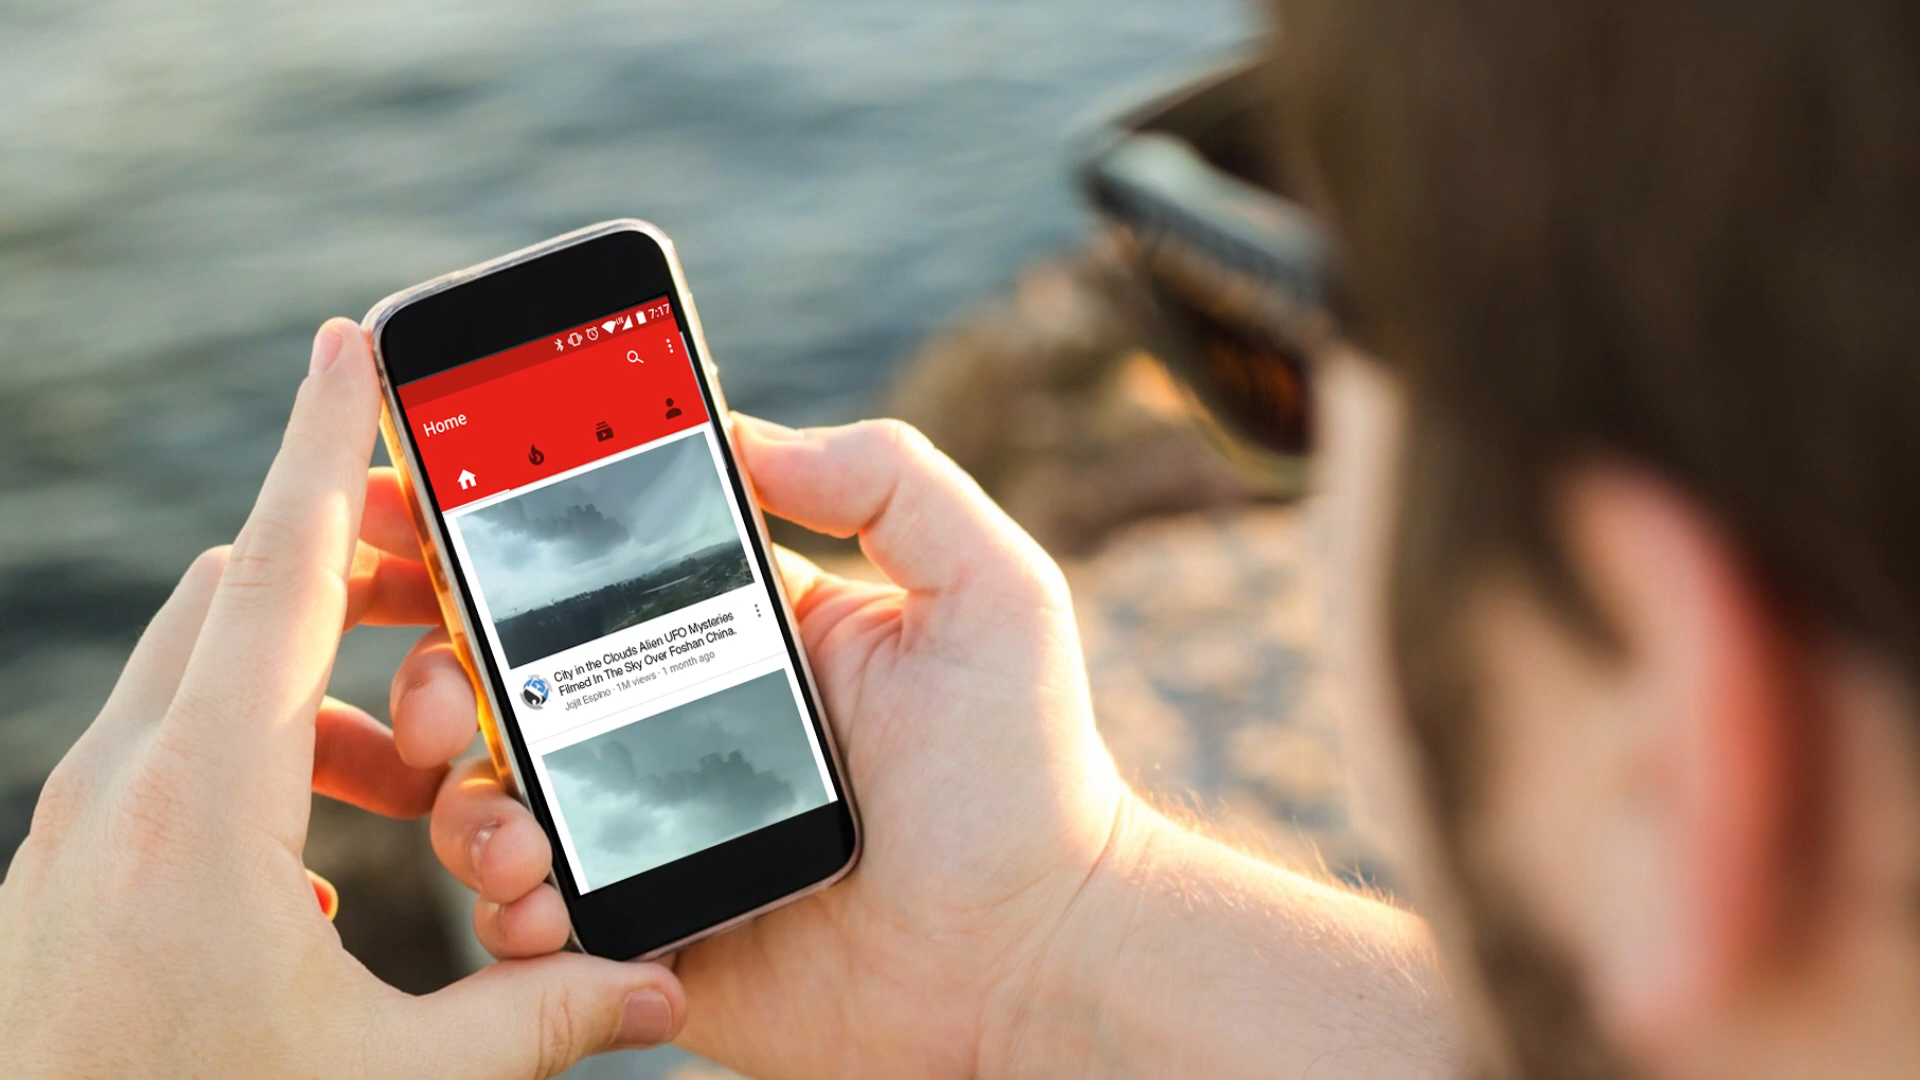 7:17
Home
City in the Clouds Alien UFO Mysteries
Filmed In The Sky Over Foshan China.
Jojit Espino · 1M views · 1 month ago